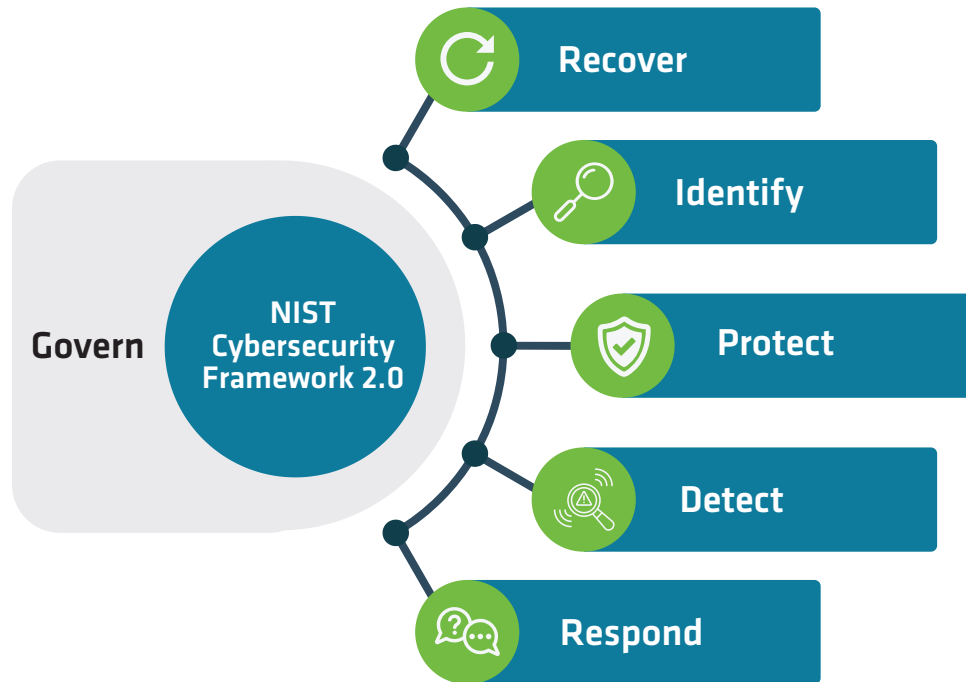 Recover
Identify
Govern
NIST
Cybersecurity
Framework 2.0
Protect
Detect
Respond